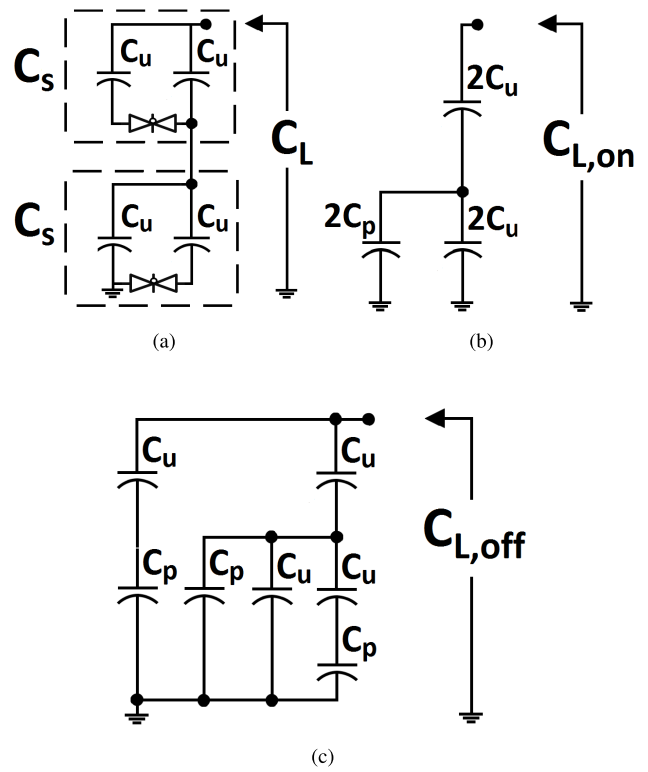 Cs
Cu Cu
CL
Cs
Cu Cu
(a)
2Cu
CL,on
2Cp 2Cu
(b)
Cu Cu
CL,off
Cp Cp Cu Cu
Cp
(c)